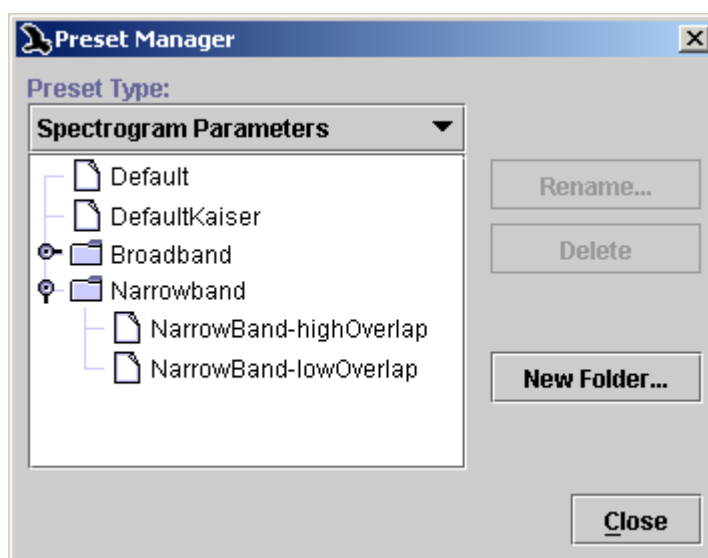 Preset Manager
Preset Type:
Spectrogram Parameters
Default
DefaultKaiser
Broadband
Narrowband
NarrowBand-highOverlap
NarrowBand-lowOverlap
Rename...
Delete
New Folder...
Close